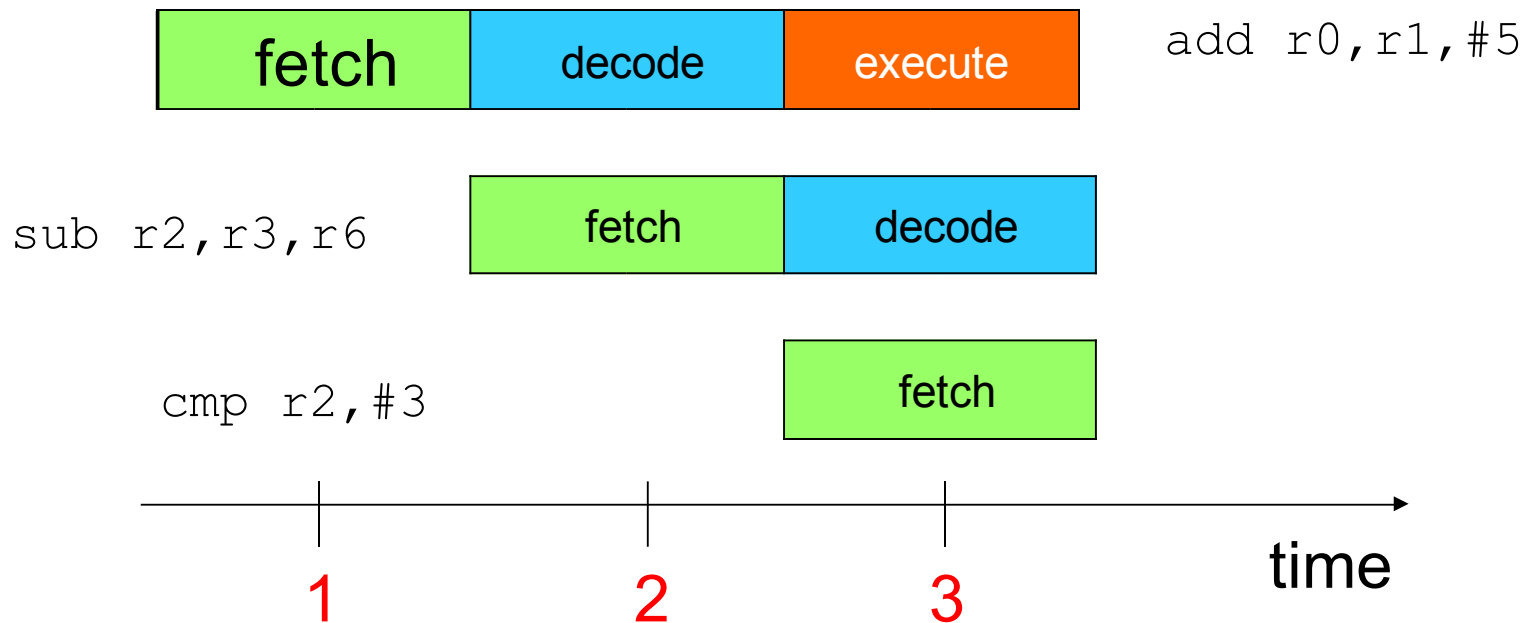 fetch decode execute add r0,r1,#5
sub r2,r3,r6 fetch decode
cmp r2,#3 fetch
time
1 2 3